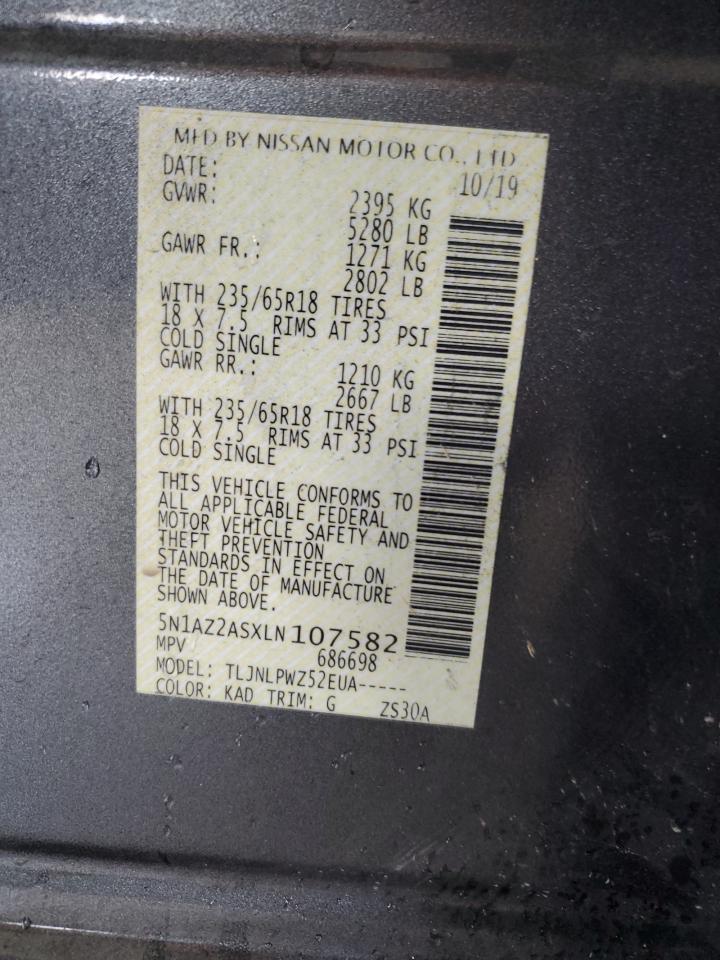 MFD BY NISSAN MOTOR CO., LTD.
DATE: 10/19
GVWR: 2395 KG
5280 LB
GAWR FR.: 1271 KG
2802 LB
WITH 235/65R18 TIRES
18 X 7.5 RIMS AT 33 PSI
COLD SINGLE
GAWR RR.: 1210 KG
2667 LB
WITH 235/65R18 TIRES
18 X 7.5 RIMS AT 33 PSI
COLD SINGLE
THIS VEHICLE CONFORMS TO
ALL APPLICABLE FEDERAL
MOTOR VEHICLE SAFETY AND
THEFT PREVENTION
STANDARDS IN EFFECT ON
THE DATE OF MANUFACTURE
SHOWN ABOVE.
5N1AZ2ASXLN107582
MPV 686698
MODEL: TLJNLPWZ52EUA-----
COLOR: KAD TRIM: G ZS30A